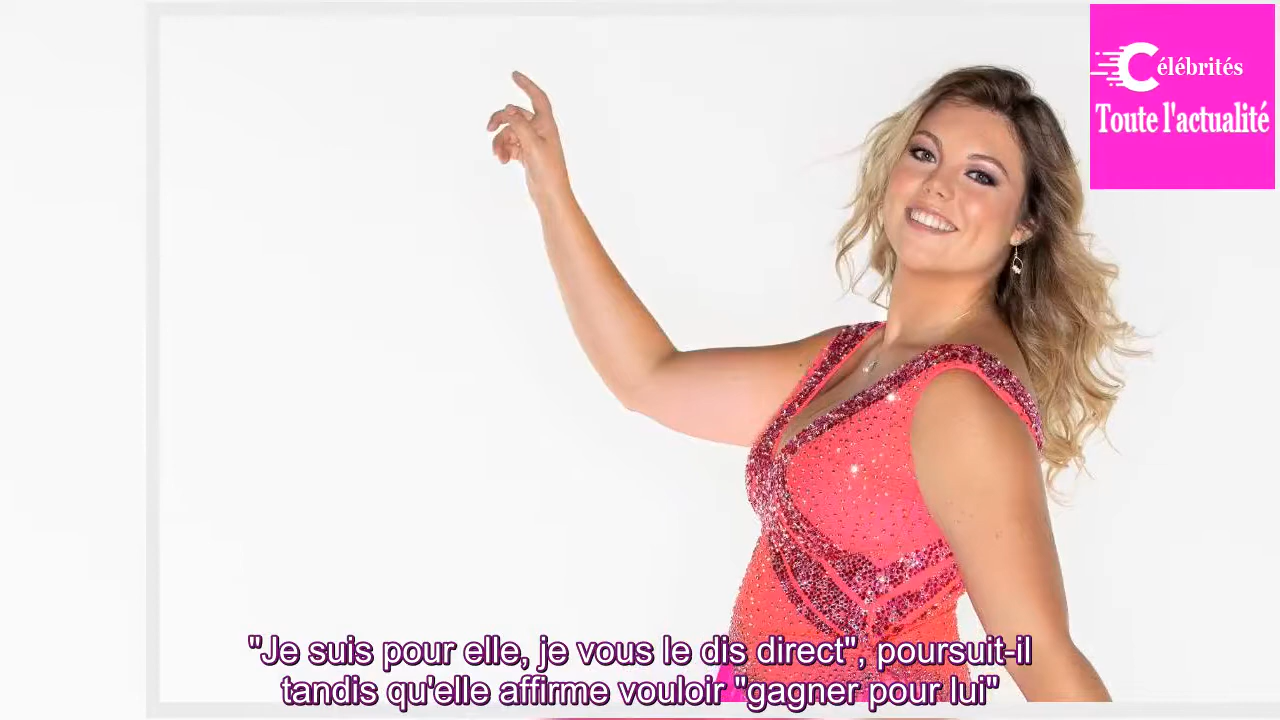 Célébrités
Toute l'actualité
"Je suis pour elle, je vous le dis direct", poursuit-il
tandis qu'elle affirme vouloir "gagner pour lui"